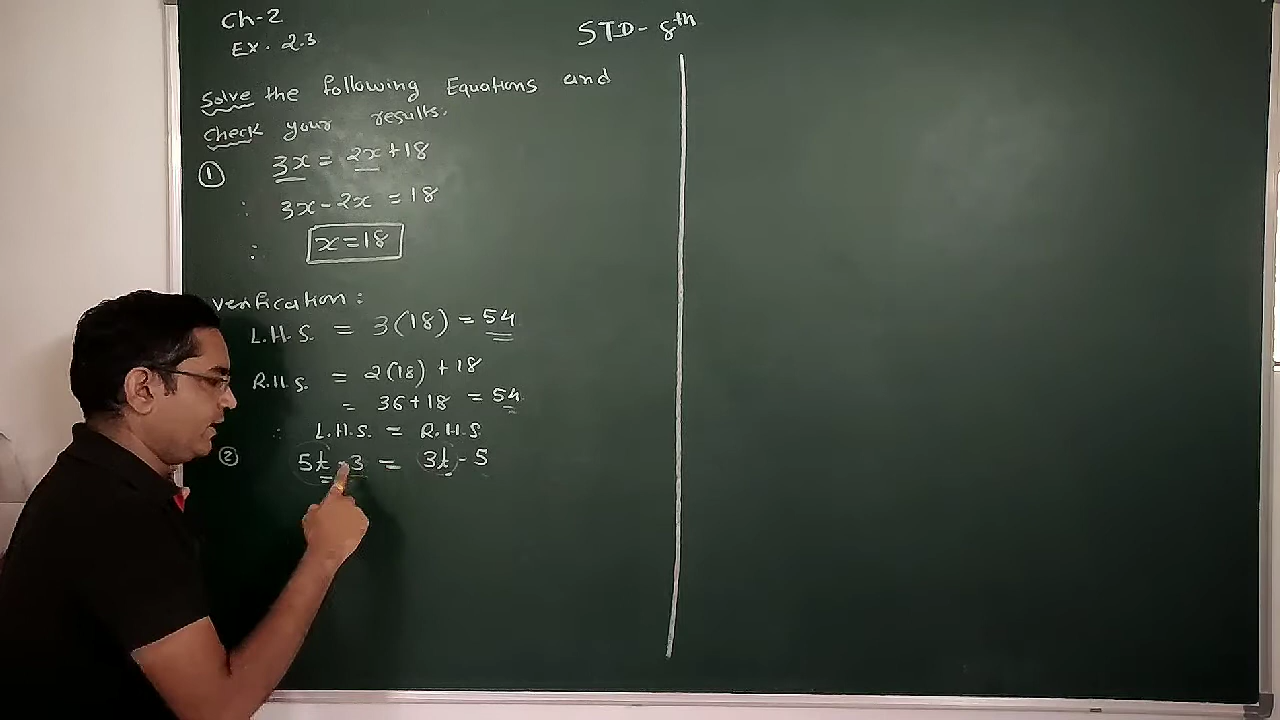 Ch-2
Ex. 2.3
STD- 8th
Solve the following Equations and
Check your results.
① 3x = 2x + 18
∴ 3x - 2x = 18
∴ x = 18
Verification:
L.H.S. = 3(18) = 54
R.H.S. = 2(18) + 18
= 36 + 18 = 54
∴ L.H.S. = R.H.S
② 5t - 3 = 3t - 5